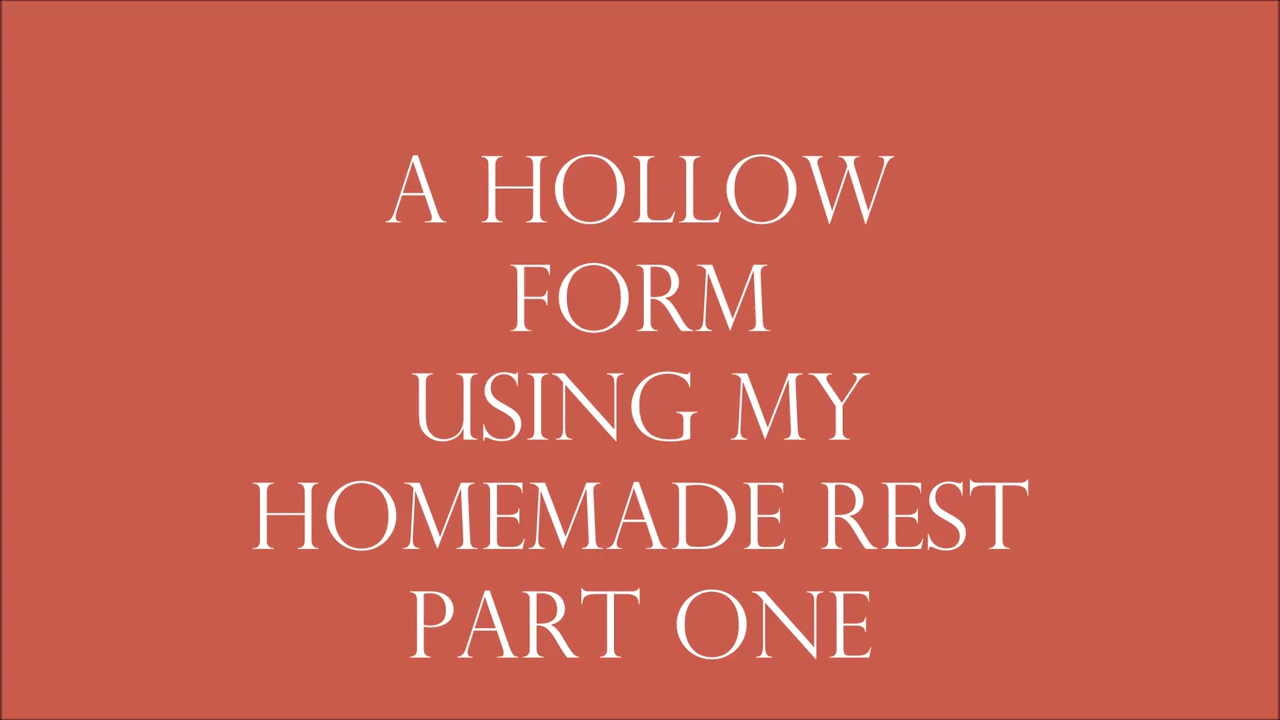 A HOLLOW
FORM
USING MY
HOMEMADE REST
PART ONE